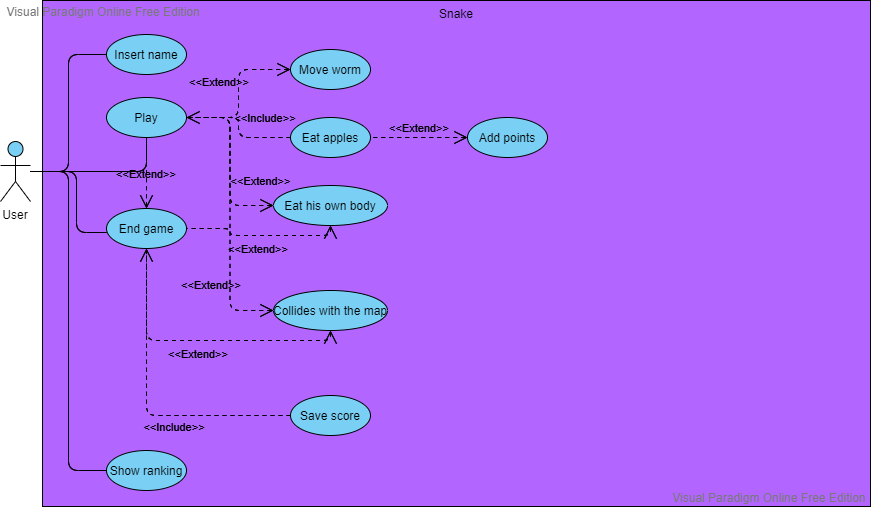 Visual Paradigm Online Free Edition
Snake
Insert name
Move worm
<<Extend>>
Play
<<Include>>
Eat apples
<<Extend>>
Add points
<<Extend>>
<<Extend>>
Eat his own body
User
End game
<<Extend>>
<<Extend>>
Collides with the map
<<Extend>>
Save score
<<Include>>
Show ranking
Visual Paradigm Online Free Edition